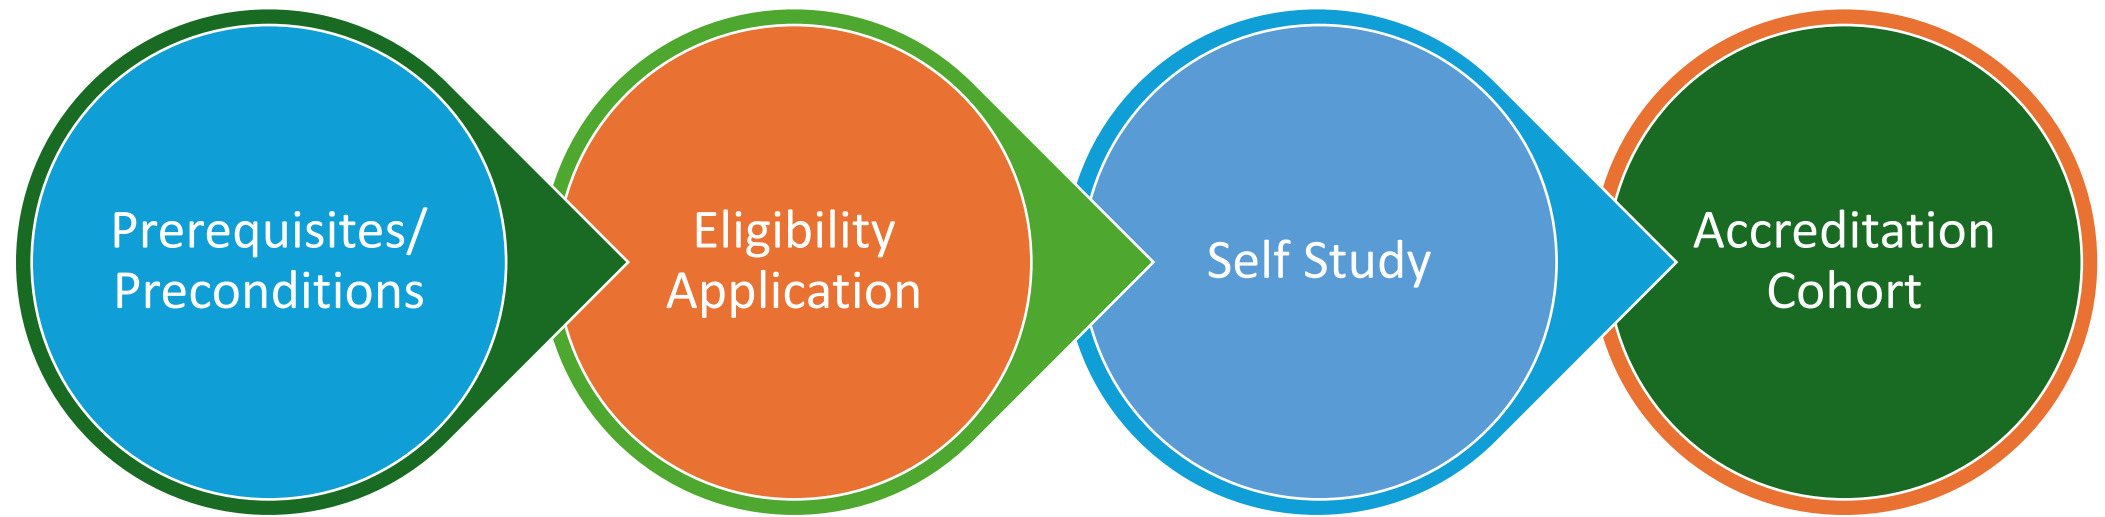 Prerequisites/
Preconditions
Eligibility
Application
Self Study
Accreditation
Cohort